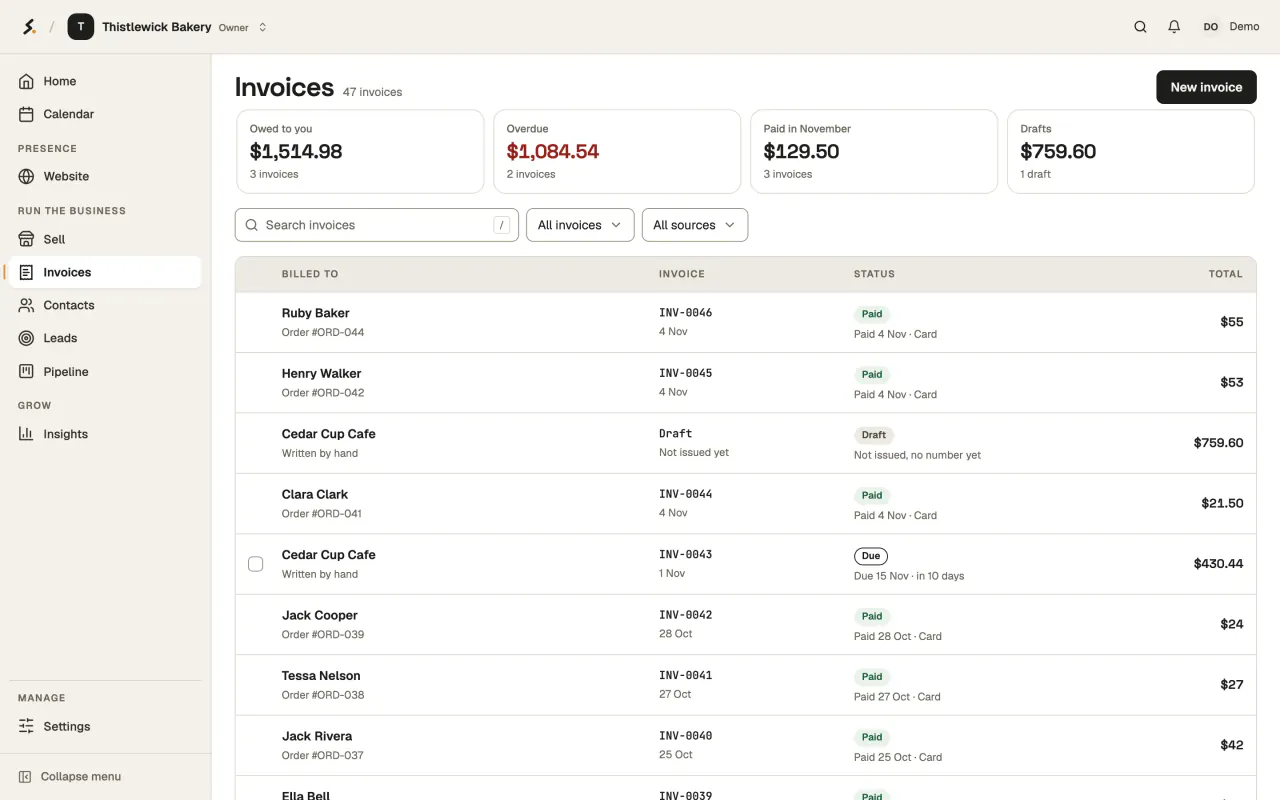 T Thistlewick Bakery Owner
DO Demo
Home
Calendar
PRESENCE
Website
RUN THE BUSINESS
Sell
Invoices
Contacts
Leads
Pipeline
GROW
Insights
MANAGE
Settings
Collapse menu
Invoices 47 invoices
New invoice
Owed to you
$1,514.98
3 invoices
Overdue
$1,084.54
2 invoices
Paid in November
$129.50
3 invoices
Drafts
$759.60
1 draft
Search invoices /
All invoices
All sources
BILLED TO INVOICE STATUS TOTAL
Ruby Baker INV-0046 Paid $55
Order #ORD-044 4 Nov Paid 4 Nov · Card
Henry Walker INV-0045 Paid $53
Order #ORD-042 4 Nov Paid 4 Nov · Card
Cedar Cup Cafe Draft Draft $759.60
Written by hand Not issued yet Not issued, no number yet
Clara Clark INV-0044 Paid $21.50
Order #ORD-041 4 Nov Paid 4 Nov · Card
Cedar Cup Cafe INV-0043 Due $430.44
Written by hand 1 Nov Due 15 Nov · in 10 days
Jack Cooper INV-0042 Paid $24
Order #ORD-039 28 Oct Paid 28 Oct · Card
Tessa Nelson INV-0041 Paid $27
Order #ORD-038 27 Oct Paid 27 Oct · Card
Jack Rivera INV-0040 Paid $42
Order #ORD-037 25 Oct Paid 25 Oct · Card
Ella Bell INV-0039 Paid